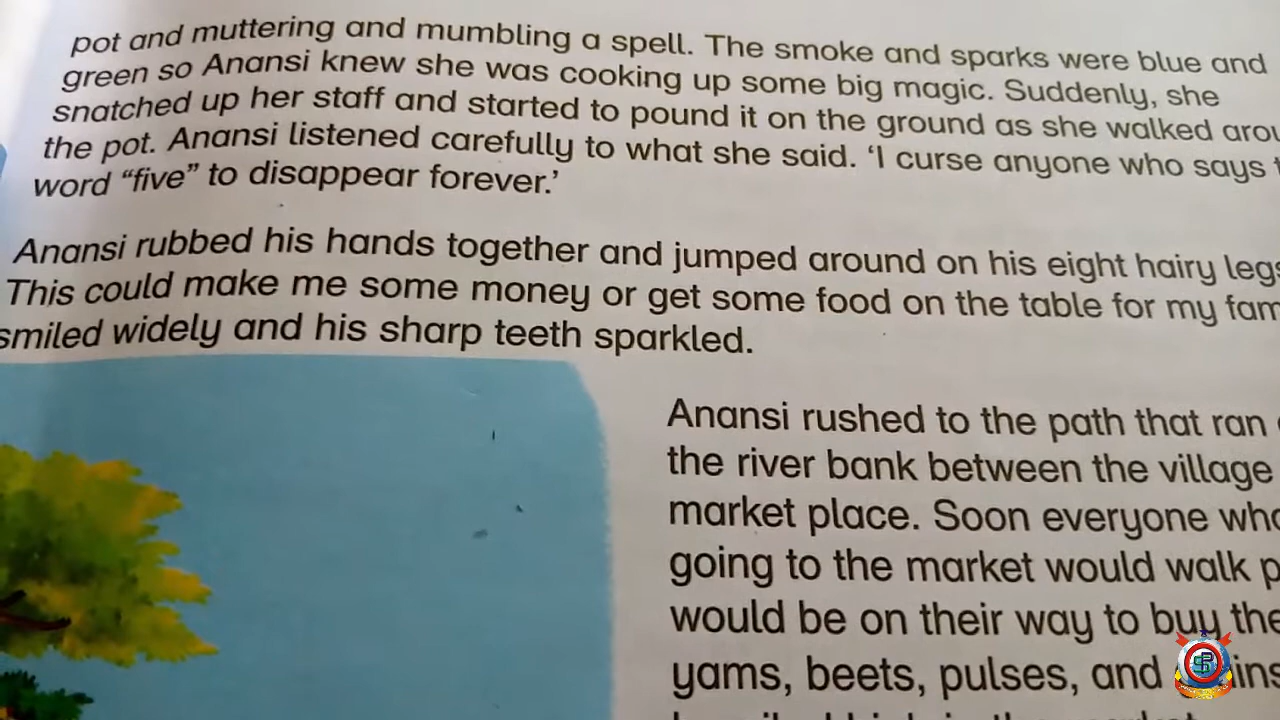 pot and muttering and mumbling a spell. The smoke and sparks were blue and
green so Anansi knew she was cooking up some big magic. Suddenly, she
snatched up her staff and started to pound it on the ground as she walked arou
the pot. Anansi listened carefully to what she said. ‘I curse anyone who says t
word “five” to disappear forever.’
Anansi rubbed his hands together and jumped around on his eight hairy legs
This could make me some money or get some food on the table for my fam
smiled widely and his sharp teeth sparkled.
Anansi rushed to the path that ran
the river bank between the village
market place. Soon everyone who
going to the market would walk p
would be on their way to buy the
yams, beets, pulses, and